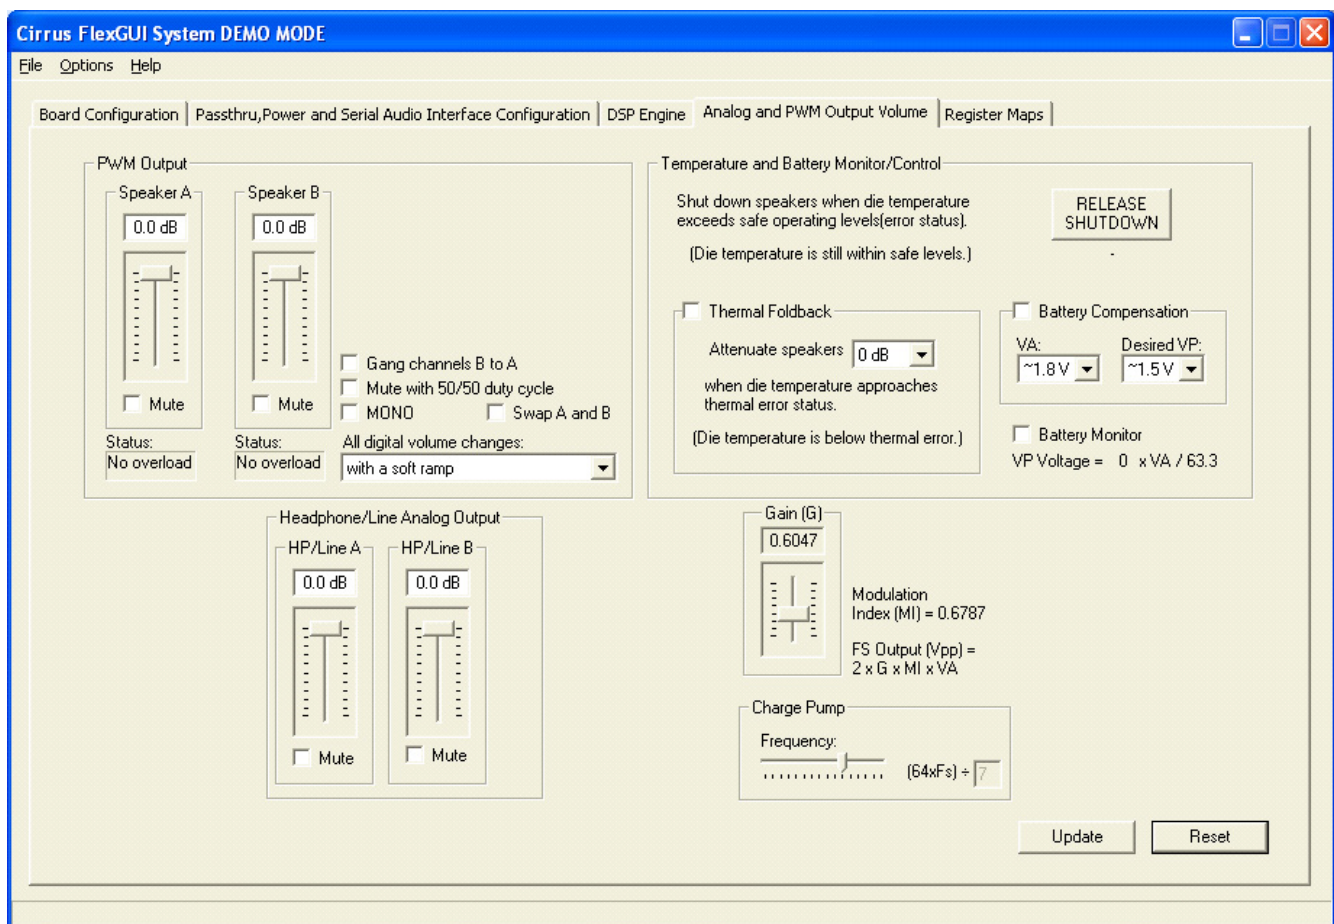 Cirrus FlexGUI System DEMO MODE
File Options Help
Board Configuration Passthru,Power and Serial Audio Interface Configuration DSP Engine Analog and PWM Output Volume Register Maps
PWM Output
Speaker A
0.0 dB
Mute
Status:
No overload
Speaker B
0.0 dB
Mute
Status:
No overload
Gang channels B to A
Mute with 50/50 duty cycle
MONO Swap A and B
All digital volume changes:
with a soft ramp
Temperature and Battery Monitor/Control
Shut down speakers when die temperature
exceeds safe operating levels(error status).
(Die temperature is still within safe levels.)
RELEASE
SHUTDOWN
-
Thermal Foldback
Attenuate speakers 0 dB
when die temperature approaches
thermal error status.
(Die temperature is below thermal error.)
Battery Compensation
VA: Desired VP:
~1.8 V ~1.5 V
Battery Monitor
VP Voltage = 0 x VA / 63.3
Headphone/Line Analog Output
HP/Line A
0.0 dB
Mute
HP/Line B
0.0 dB
Mute
Gain (G)
0.6047
Modulation
Index (MI) = 0.6787
FS Output (Vpp) =
2 x G x MI x VA
Charge Pump
Frequency:
(64xFs) ÷ 7
Update Reset